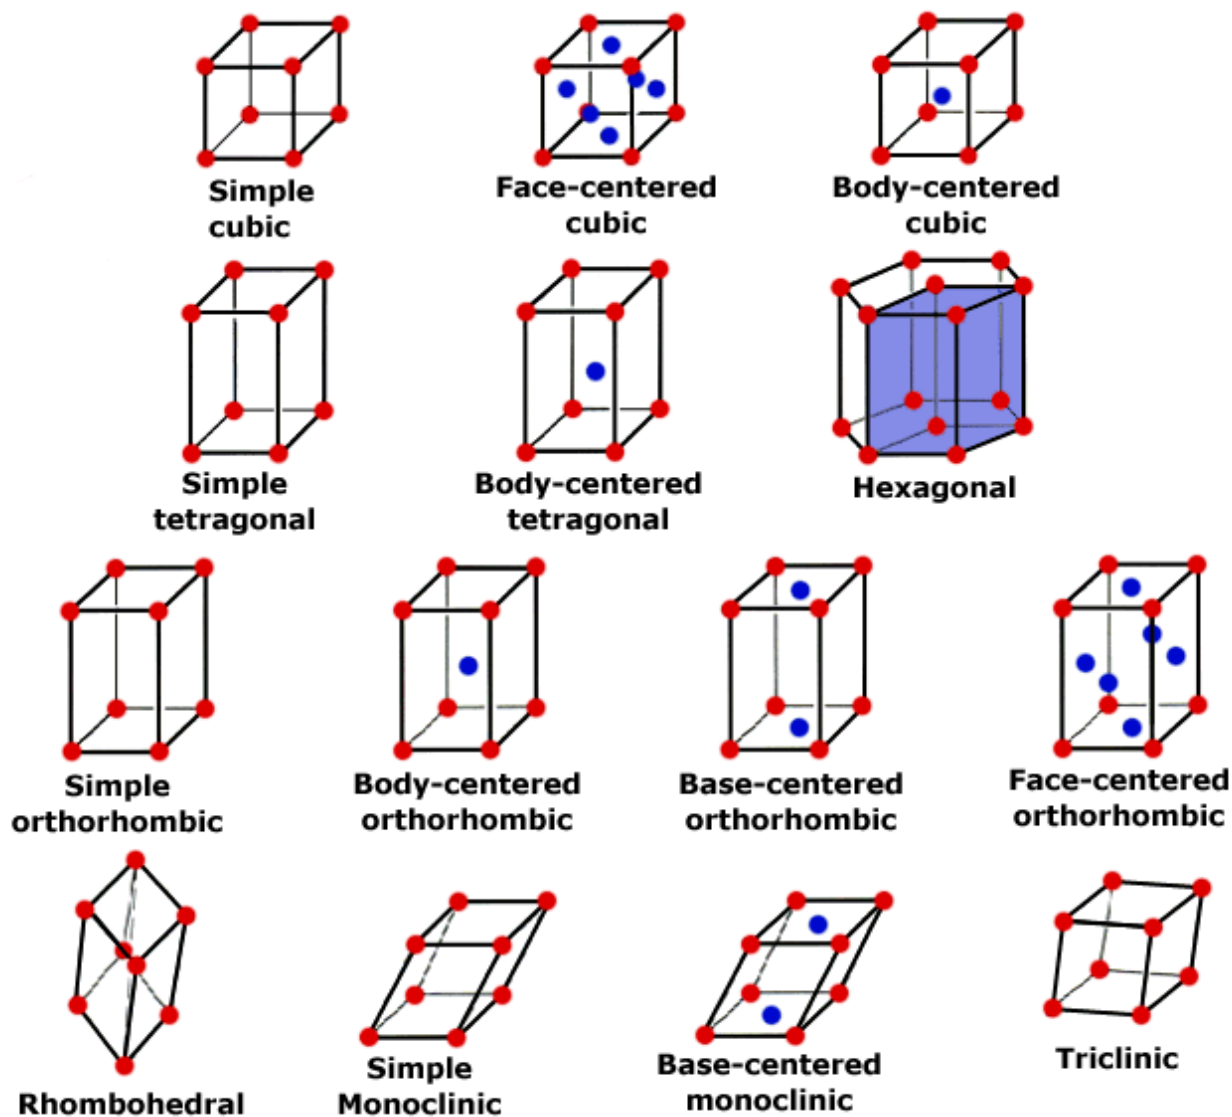 Simple
cubic
Face-centered
cubic
Body-centered
cubic
Simple
tetragonal
Body-centered
tetragonal
Hexagonal
Simple
orthorhombic
Body-centered
orthorhombic
Base-centered
orthorhombic
Face-centered
orthorhombic
Rhombohedral
Simple
Monoclinic
Base-centered
monoclinic
Triclinic